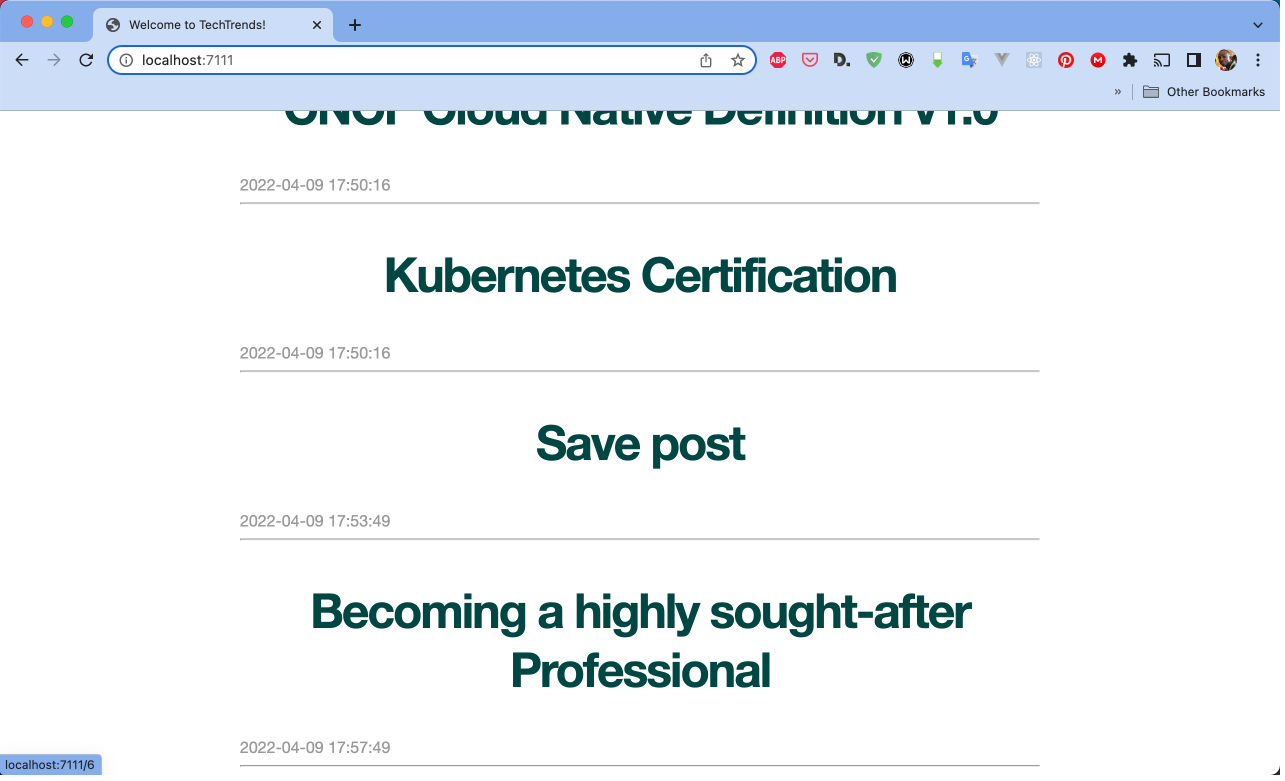 Welcome to TechTrends!
localhost:7111
ABP
D.
W
G
M
» Other Bookmarks
CNCF Cloud Native Definition v1.0
2022-04-09 17:50:16
Kubernetes Certification
2022-04-09 17:50:16
Save post
2022-04-09 17:53:49
Becoming a highly sought-after
Professional
2022-04-09 17:57:49
localhost:7111/6